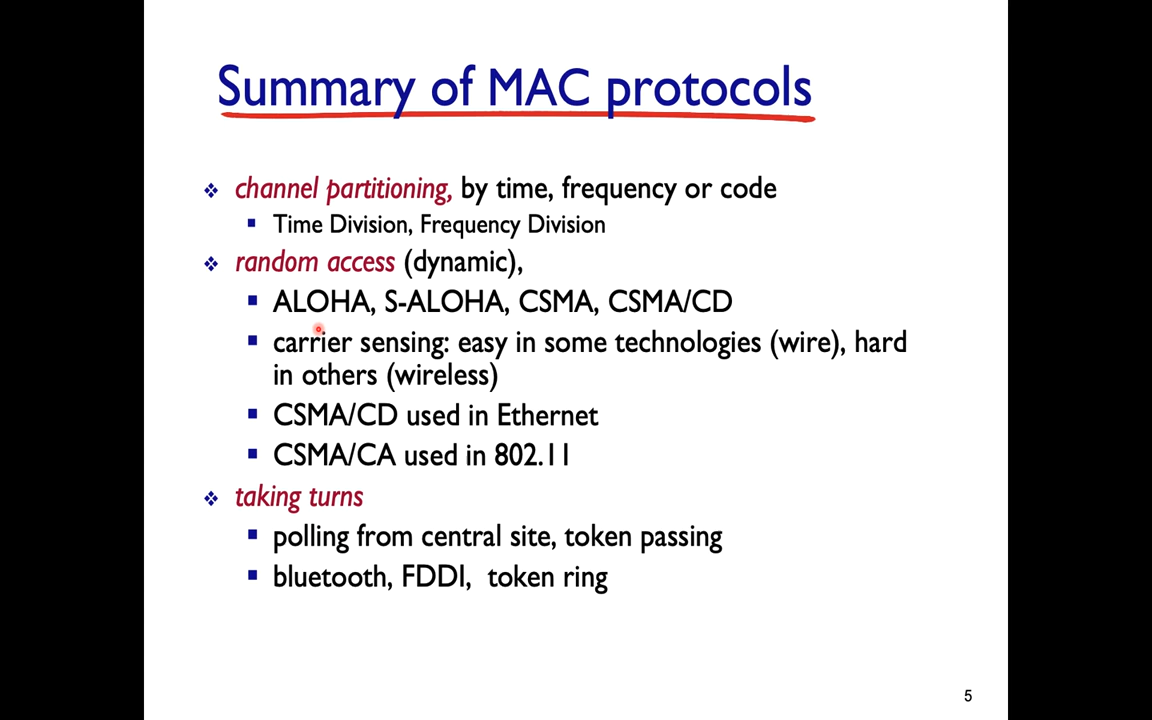 Summary of MAC protocols
channel partitioning, by time, frequency or code
Time Division, Frequency Division
random access (dynamic),
ALOHA, S-ALOHA, CSMA, CSMA/CD
carrier sensing: easy in some technologies (wire), hard
in others (wireless)
CSMA/CD used in Ethernet
CSMA/CA used in 802.11
taking turns
polling from central site, token passing
bluetooth, FDDI, token ring
5